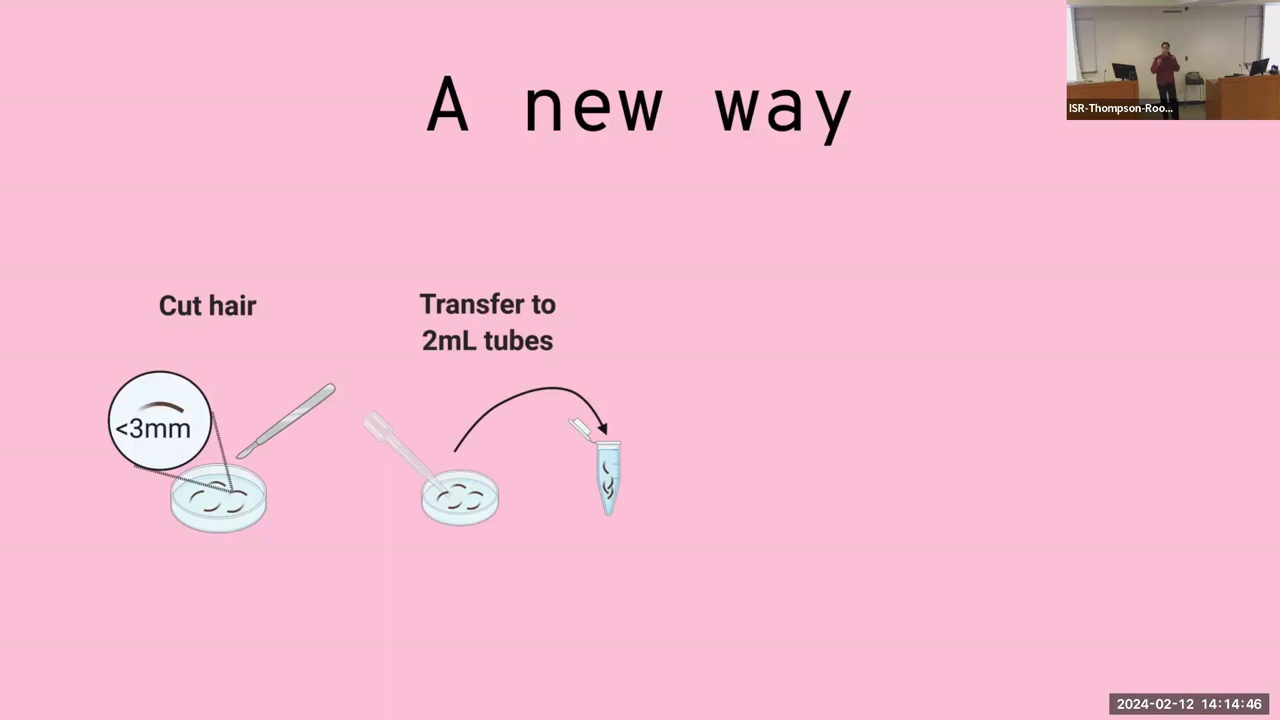 A new way
ISR-Thompson-Roo...
Cut hair
Transfer to
2mL tubes
<3mm
2024-02-12 14:14:46